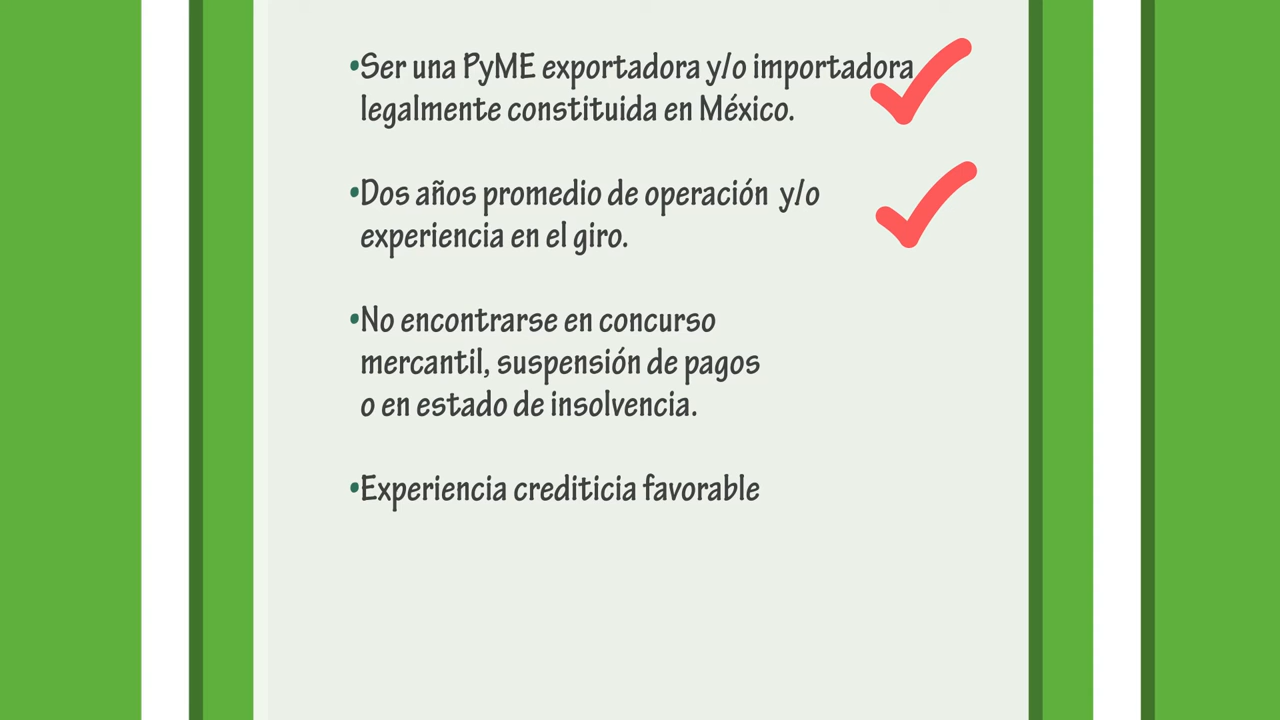 •Ser una PyME exportadora y/o importadora
legalmente constituida en México.
•Dos años promedio de operación y/o
experiencia en el giro.
•No encontrarse en concurso
mercantil, suspensión de pagos
o en estado de insolvencia.
•Experiencia crediticia favorable